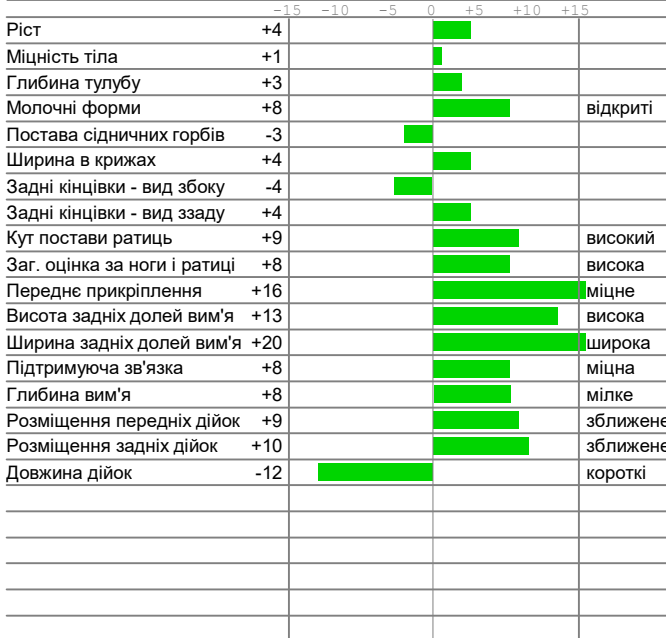 -15 -10 -5 0 +5 +10 +15
Ріст +4
Міцність тіла +1
Глибина тулубу +3
Молочні форми +8 відкриті
Постава сідничних горбів -3
Ширина в крижах +4
Задні кінцівки - вид збоку -4
Задні кінцівки - вид ззаду +4
Кут постави ратиць +9 високий
Заг. оцінка за ноги і ратиці +8 висока
Переднє прикріплення +16 міцне
Висота задніх долей вим'я +13 висока
Ширина задніх долей вим'я +20 широка
Підтримуюча зв'язка +8 міцна
Глибина вим'я +8 мілке
Розміщення передніх дійок +9 зближене
Розміщення задніх дійок +10 зближене
Довжина дійок -12 короткі